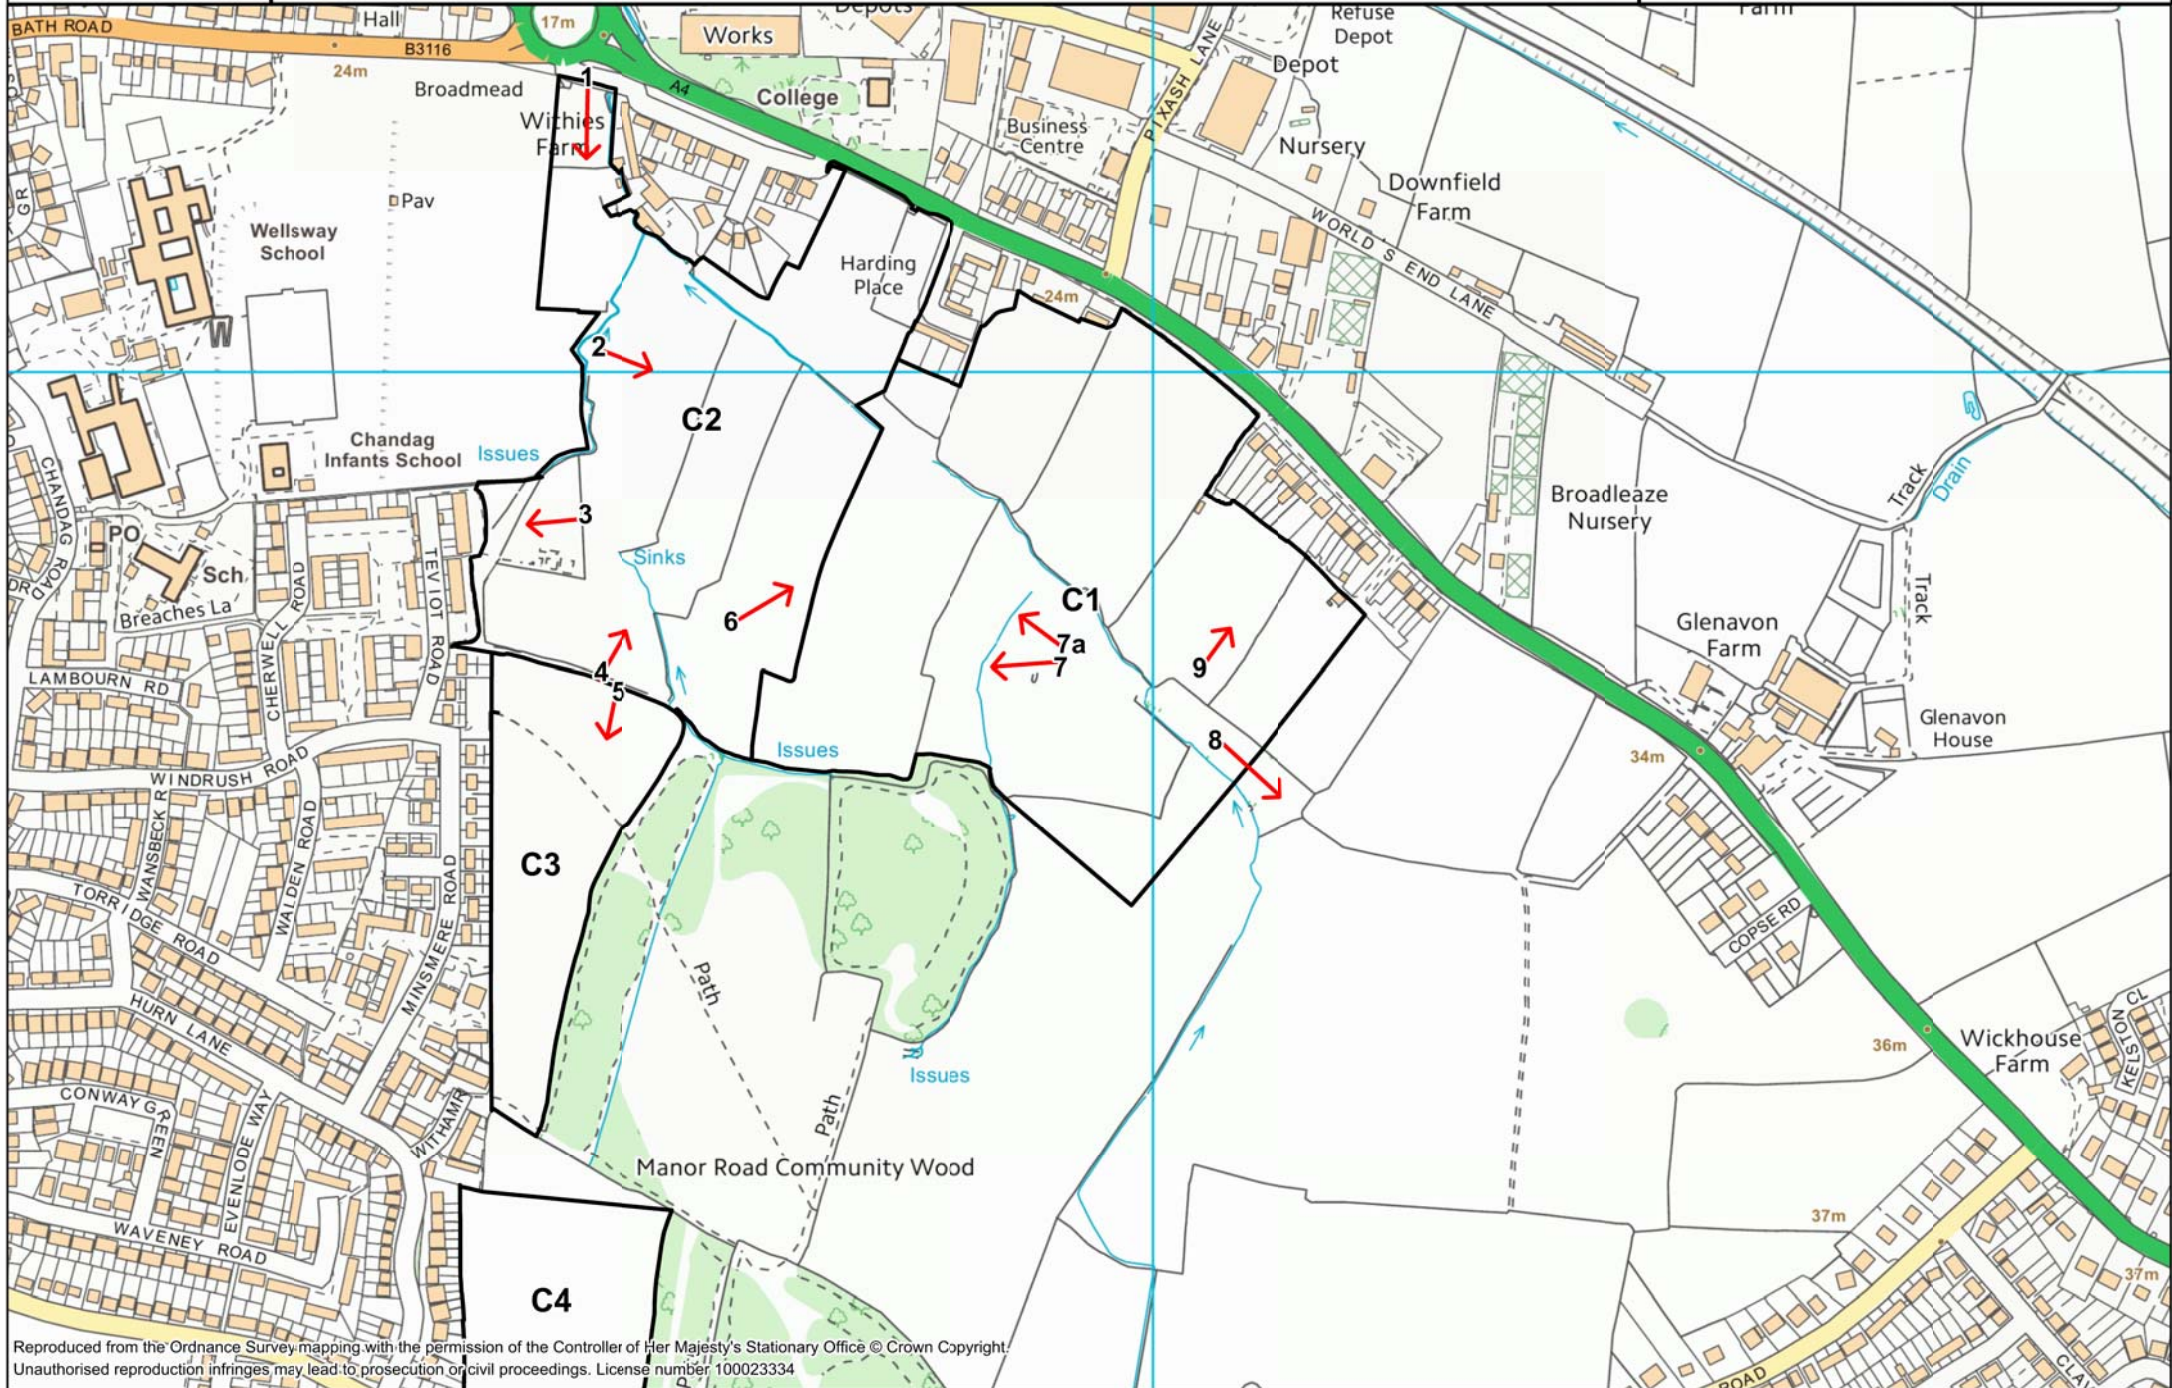 Hall
17m
Works
Depots
Refuse
Depot
Farm
BATH ROAD
B3116
24m
Broadmead
1
A4
College
PIXASH LANE
Depot
Withies
Farm
Business
Centre
Nursery
Downfield
Farm
GR
Pav
Wellsway
School
Harding
Place
24m
WORLD'S END LANE
2
C2
Chandag
Infants School
Issues
CHANDAG ROAD
PO
3
Sinks
Sch
Breaches La
TEVIOT ROAD
CHERWELL ROAD
DR
Broadleaze
Nursery
Track
Drain
Track
C1
6
7a
7
9
4
5
8
Glenavon
Farm
Glenavon
House
34m
LAMBOURN RD
WINDRUSH ROAD
Issues
WANSBECK R
WALDEN ROAD
TORRIDGE ROAD
C3
MINSMERE ROAD
COPSE RD
Path
HURN LANE
Issues
36m
Wickhouse
Farm
KELSTON CL
CONWAY GREEN
EVENLODE WAY
WITHAMR
Path
Manor Road Community Wood
WAVENEY ROAD
37m
37m
C4
ROAD
Reproduced from the Ordnance Survey mapping with the permission of the Controller of Her Majesty's Stationary Office © Crown Copyright.
Unauthorised reproduction infringes may lead to prosecution or civil proceedings. License number 100023334